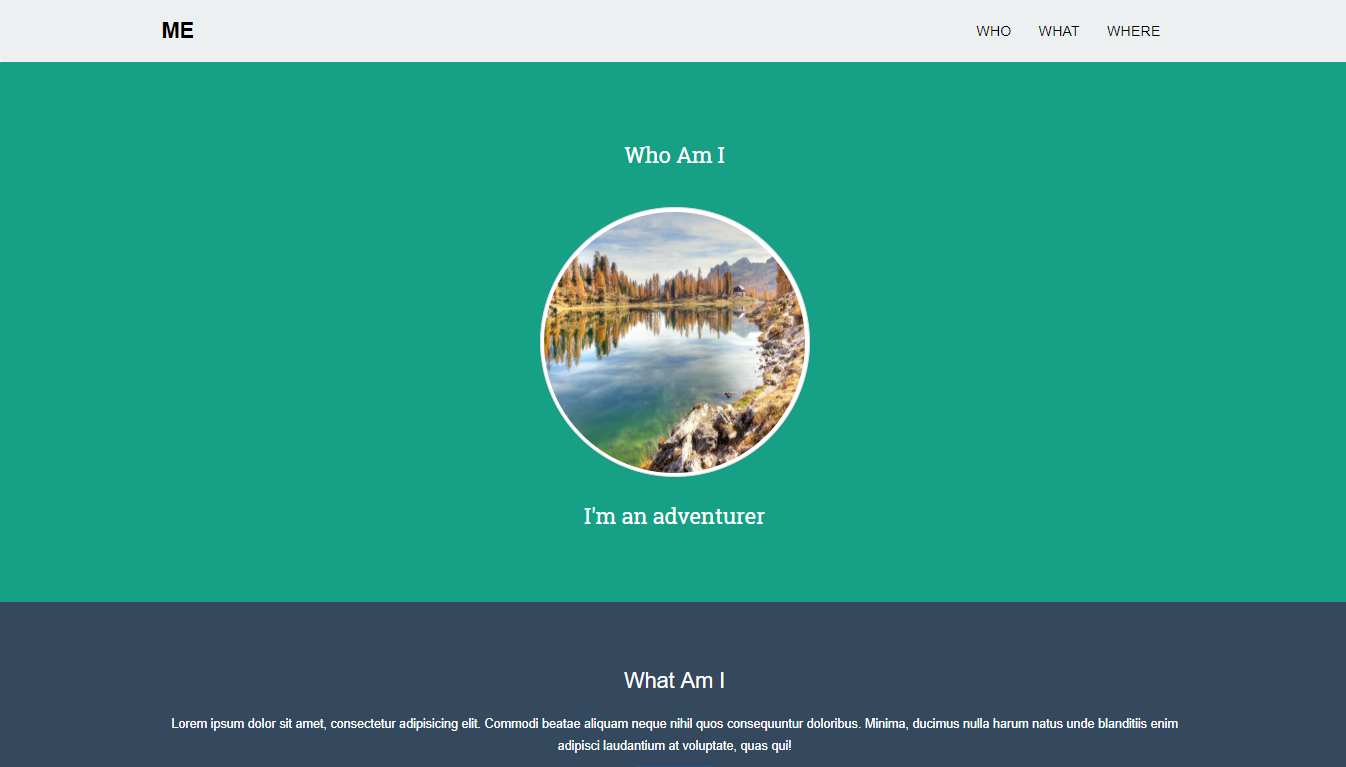 ME
WHO WHAT WHERE
Who Am I
I'm an adventurer
What Am I
Lorem ipsum dolor sit amet, consectetur adipisicing elit. Commodi beatae aliquam neque nihil quos consequuntur doloribus. Minima, ducimus nulla harum natus unde blanditiis enim
adipisci laudantium at voluptate, quas qui!